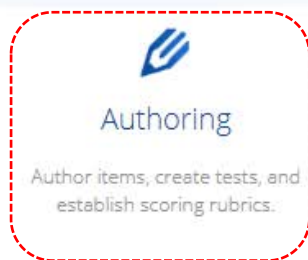 Authoring
Author items, create tests, and
establish scoring rubrics.